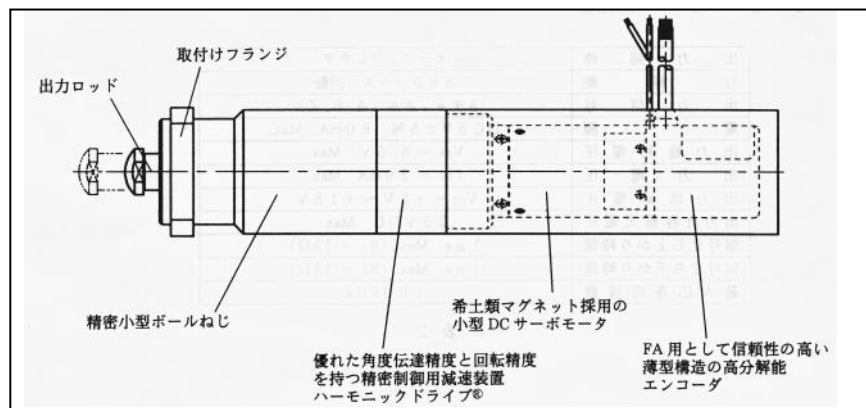 取付けフランジ
出力ロッド
精密小型ボールねじ
希土類マグネット採用の
小型 DC サーボモータ
優れた角度伝達精度と回転精度
を持つ精密制御用減速装置
ハーモニックドライブ®
FA 用として信頼性の高い
薄型構造の高分解能
エンコーダ